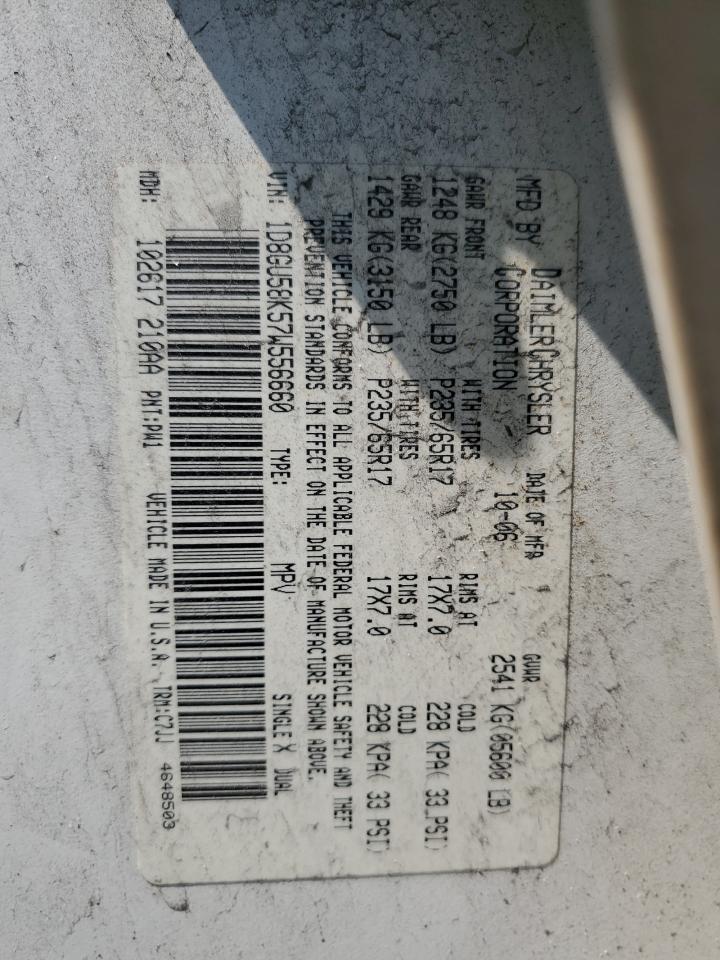 MFD BY DAIMLERCHRYSLER CORPORATION DATE OF MFR 10-06 GVWR 2541 KG(05600 LB)
GAWR FRONT WITH TIRES RIMS AT COLD
1248 KG(2750 LB) P235/65R17 17X7.0 228 KPA( 33 PSI)
GAWR REAR WITH TIRES RIMS AT COLD
1429 KG(3150 LB) P235/65R17 17X7.0 228 KPA( 33 PSI)
THIS VEHICLE CONFORMS TO ALL APPLICABLE FEDERAL MOTOR VEHICLE SAFETY AND THEFT
PREVENTION STANDARDS IN EFFECT ON THE DATE OF MANUFACTURE SHOWN ABOVE.
VIN: 1D8GU58K57W556660 TYPE: MPV SINGLE X DUAL
MDH: 102617 210AA PNT:PW1 VEHICLE MADE IN U.S.A. TRM:C7JJ 4648503